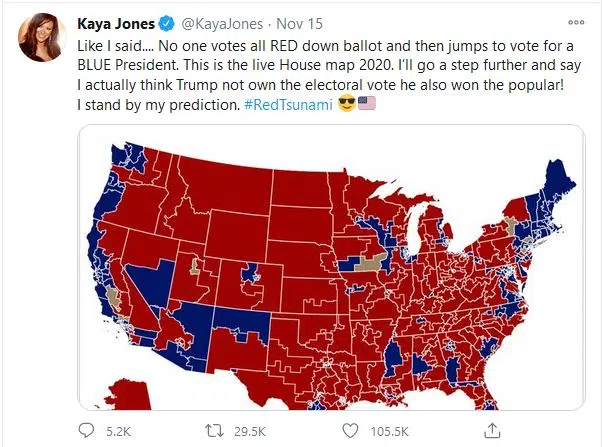 Kaya Jones @KayaJones · Nov 15
Like I said.... No one votes all RED down ballot and then jumps to vote for a
BLUE President. This is the live House map 2020. I'll go a step further and say
I actually think Trump not own the electoral vote he also won the popular!
I stand by my prediction. #RedTsunami 😎🇺🇸
5.2K 29.5K 105.5K